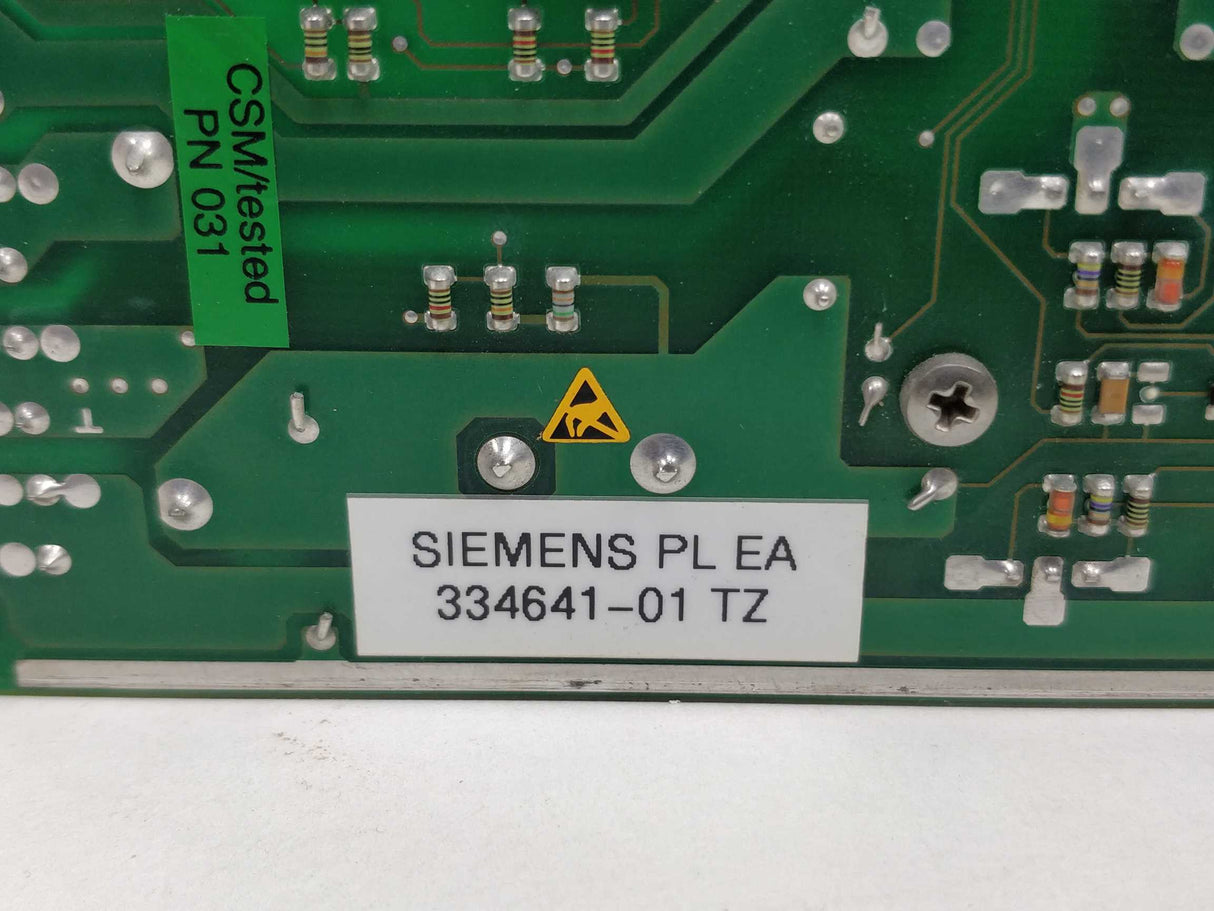 CSM/tested
PN 031
SIEMENS PL EA
334641-01 TZ